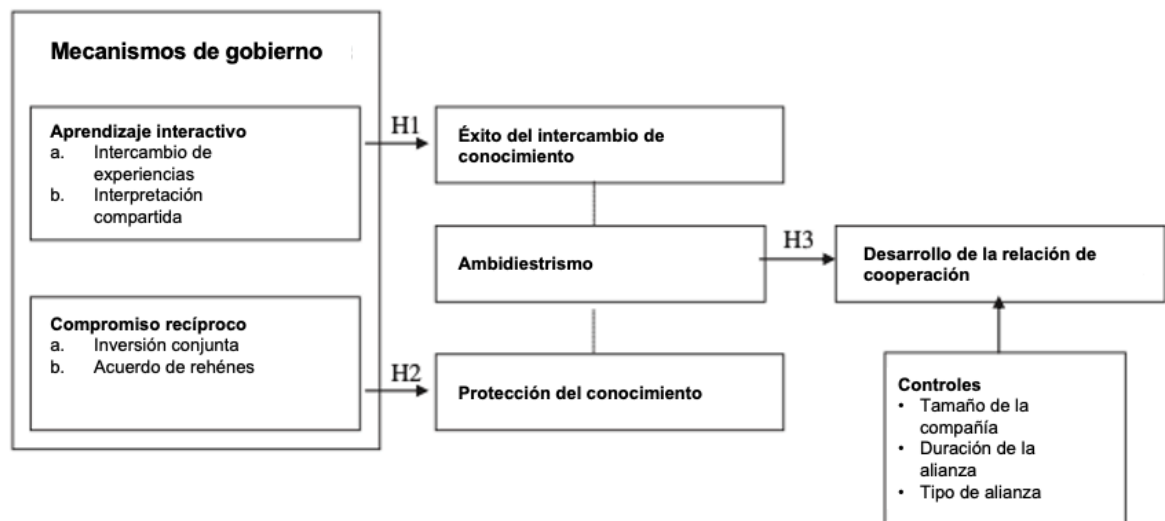 Mecanismos de gobierno
Aprendizaje interactivo
a. Intercambio de
experiencias
b. Interpretación
compartida
H1
Éxito del intercambio de
conocimiento
Ambidiestrismo
H3
Desarrollo de la relación de
cooperación
Compromiso recíproco
a. Inversión conjunta
b. Acuerdo de rehénes
H2
Protección del conocimiento
Controles
• Tamaño de la
compañía
• Duración de la
alianza
• Tipo de alianza